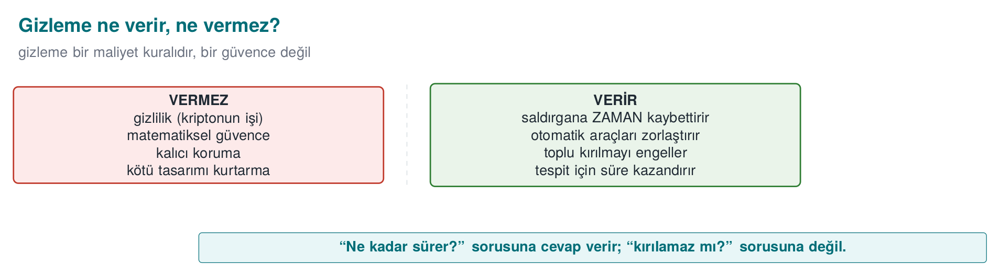 Gizleme ne verir, ne vermez?
gizleme bir maliyet kuralıdır, bir güvence değil
VERMEZ
gizlilik (kriptonun işi)
matematiksel güvence
kalıcı koruma
kötü tasarımı kurtarma
VERİR
saldırgana ZAMAN kaybettirir
otomatik araçları zorlaştırır
toplu kırılmayı engeller
tespit için süre kazandırır
“Ne kadar sürer?” sorusuna cevap verir; “kırılamaz mı?” sorusuna değil.